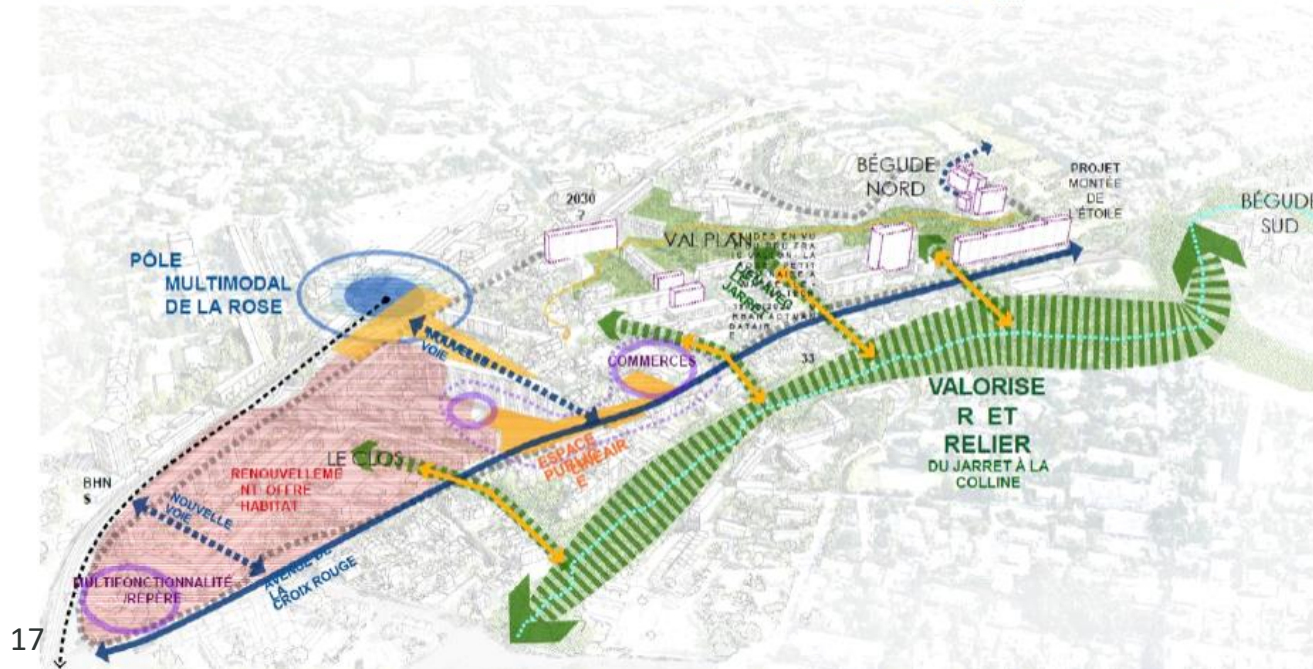 BÉGUDE
NORD
PROJET
MONTÉE
DE
L'ÉTOILE
BÉGUDE
SUD
2030
?
VAL PLAN
PÔLE
MULTIMODAL
DE LA ROSE
NOUVELLE
VOIE
COMMERCES
33
VALORISE
R ET
RELIER
DU JARRET À LA
COLLINE
LE CLOS
ESPACE
RENOUVELLEME
NT OFFRE
HABITAT
BHN
S
NOUVELLE
VOIE
AVENUE DE
LA
CROIX ROUGE
MULTIFONCTIONNALITÉ
/REPÈRE
17